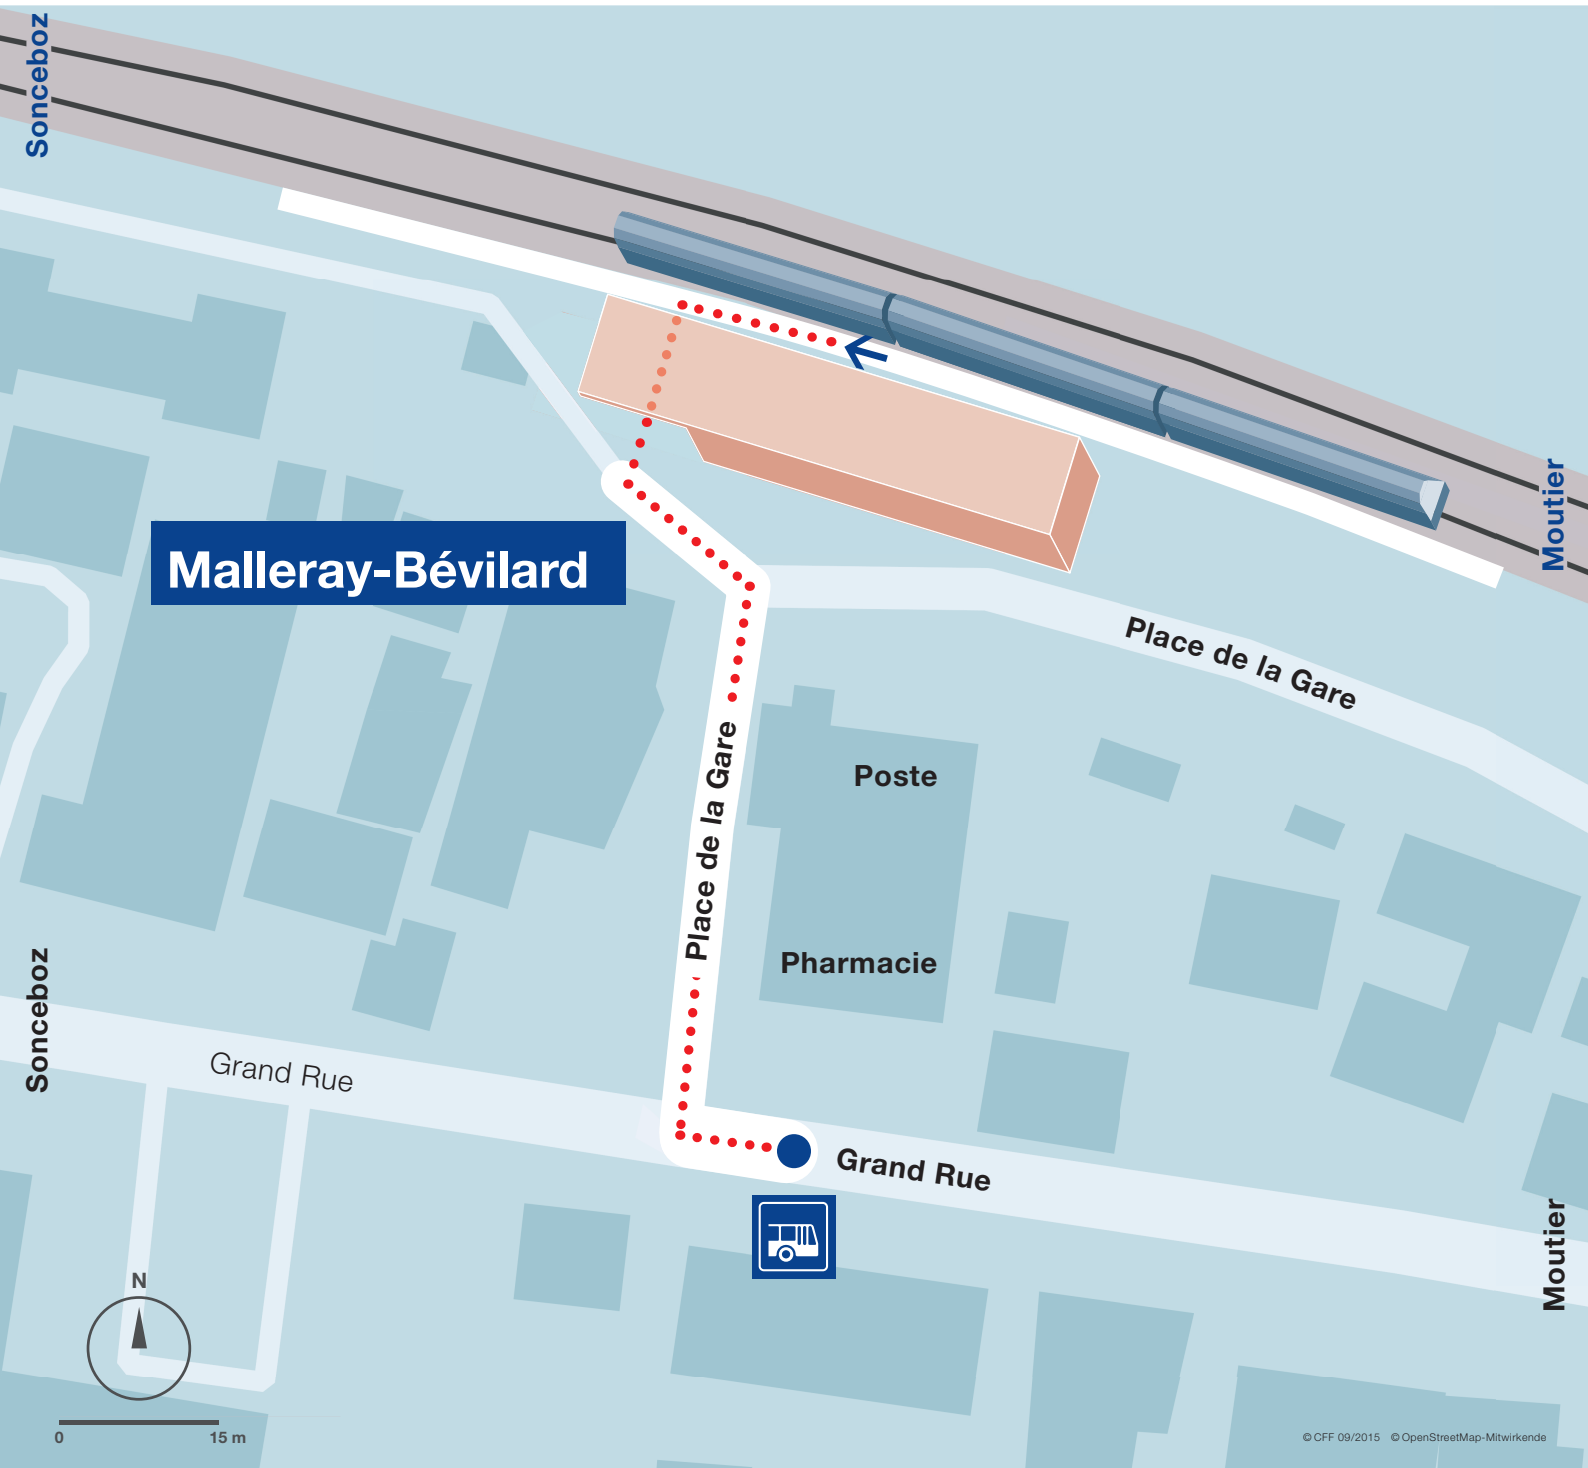 Sonceboz
Moutier
Malleray-Bévilard
Place de la Gare
Place de la Gare
Poste
Pharmacie
Sonceboz
Grand Rue
Grand Rue
Moutier
N
0 15 m
© CFF 09/2015 © OpenStreetMap-Mitwirkende